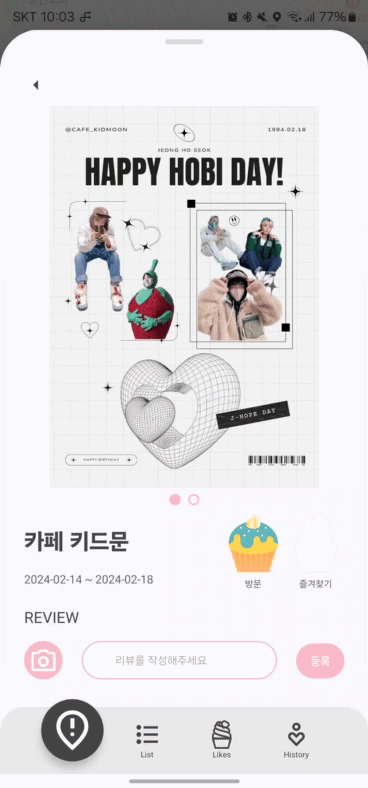 SKT 10:03
77%
@CAFE_KIDMOON
1994.02.18
JEONG HO SEOK
HAPPY HOBI DAY!
J-HOPE DAY
HAPPY BIRTHDAY
카페 키드문
2024-02-14 ~ 2024-02-18
방문
즐겨찾기
REVIEW
리뷰를 작성해주세요
등록
List
Likes
History